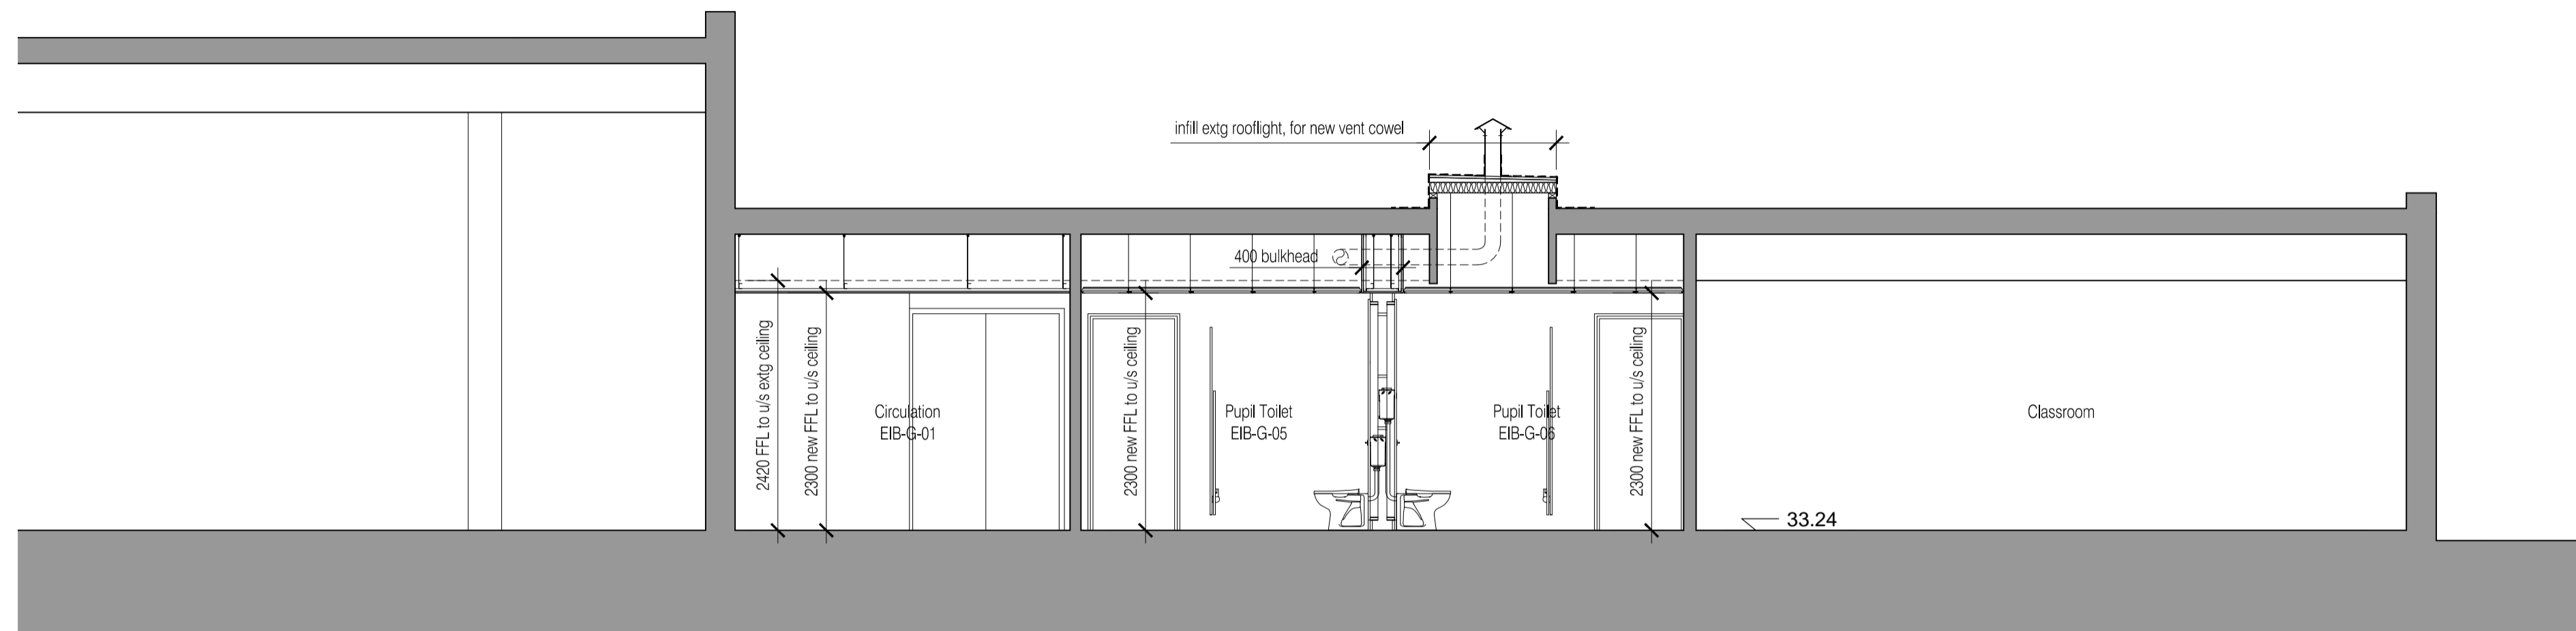 infill extg rooflight, for new vent cowel
400 bulkhead
2420 FFL to u/s extg ceiling
2300 new FFL to u/s ceiling
Circulation
EIB-G-01
2300 new FFL to u/s ceiling
Pupil Toilet
EIB-G-05
Pupil Toilet
EIB-G-06
2300 new FFL to u/s ceiling
Classroom
33.24